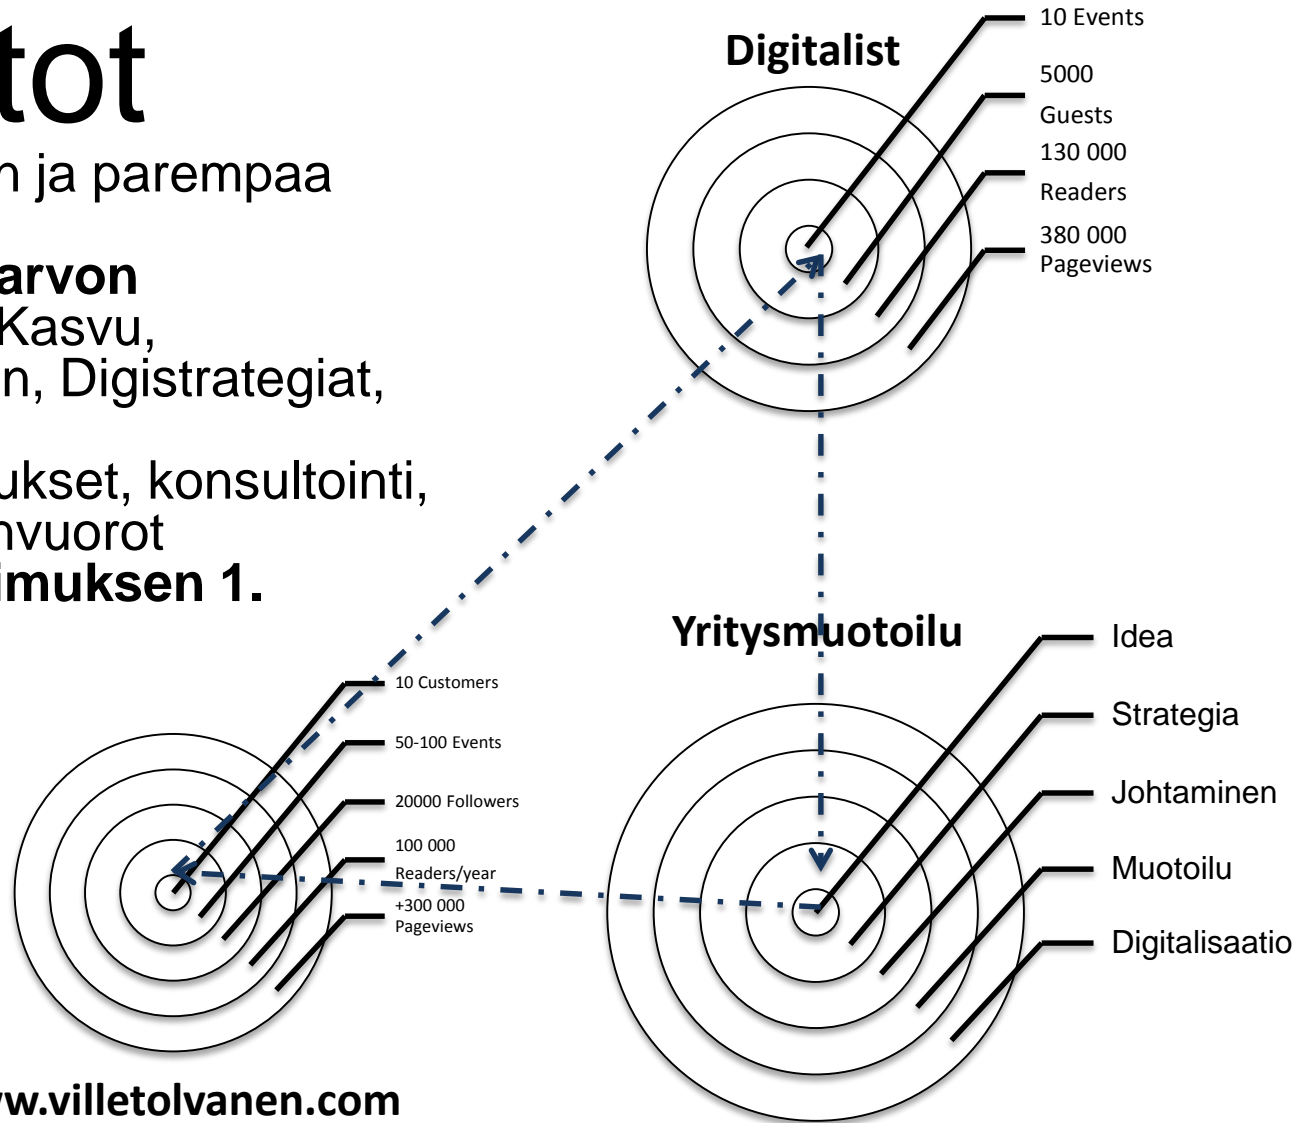 tot
n ja parempaa
arvon
Kasvu,
n, Digistrategiat,
ukset, konsultointi,
nvuorot
imuksen 1.
Digitalist
10 Events
5000
Guests
130 000
Readers
380 000
Pageviews
10 Customers
50-100 Events
20000 Followers
100 000
Readers/year
+300 000
Pageviews
ww.villetolvanen.com
Yritysmuotoilu
Idea
Strategia
Johtaminen
Muotoilu
Digitalisaatio